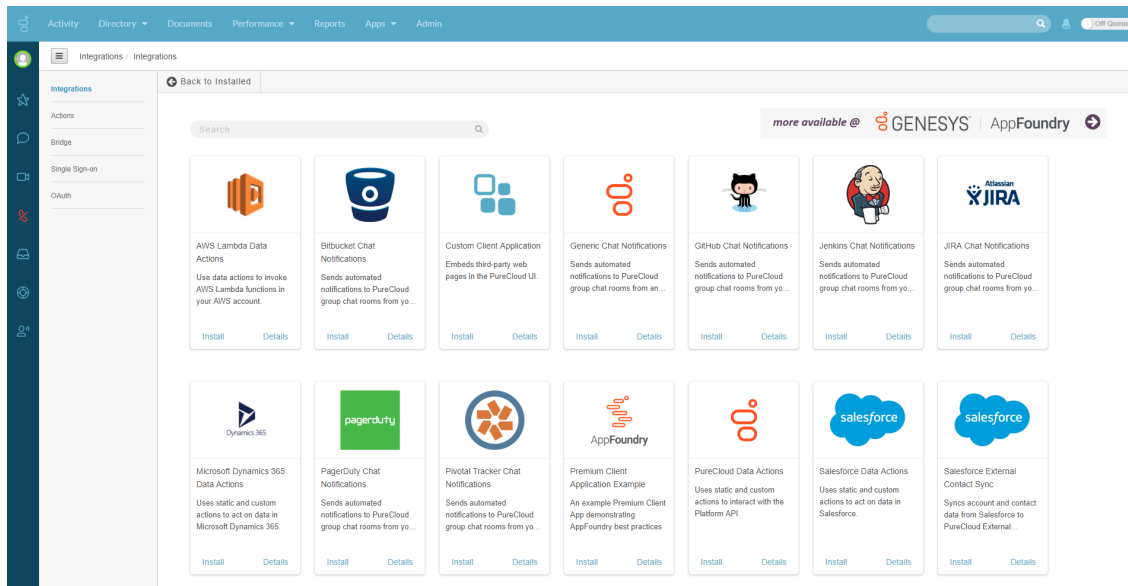 Activity Directory Documents Performance Reports Apps Admin Off Queue
Integrations / Integrations
Integrations
Actions
Bridge
Single Sign-on
OAuth
Back to Installed
Search
more available @ GENESYS AppFoundry
AWS Lambda Data
Actions
Use data actions to invoke
AWS Lambda functions in
your AWS account.
Install Details
Bitbucket Chat
Notifications
Sends automated
notifications to PureCloud
group chat rooms from yo...
Install Details
Custom Client Application
Embeds third-party web
pages in the PureCloud UI.
Install Details
Generic Chat Notifications
Sends automated
notifications to PureCloud
group chat rooms from an...
Install Details
GitHub Chat Notifications
Sends automated
notifications to PureCloud
group chat rooms from yo...
Install Details
Jenkins Chat Notifications
Sends automated
notifications to PureCloud
group chat rooms from yo...
Install Details
Atlassian
JIRA
JIRA Chat Notifications
Sends automated
notifications to PureCloud
group chat rooms from yo...
Install Details
Dynamics 365
Microsoft Dynamics 365
Data Actions
Uses static and custom
actions to act on data in
Microsoft Dynamics 365.
Install Details
pagerduty
PagerDuty Chat
Notifications
Sends automated
notifications to PureCloud
group chat rooms from yo...
Install Details
Pivotal Tracker Chat
Notifications
Sends automated
notifications to PureCloud
group chat rooms from yo...
Install Details
AppFoundry
Premium Client
Application Example
An example Premium Client
App demonstrating
AppFoundry best practices
Install Details
PureCloud Data Actions
Uses static and custom
actions to interact with the
Platform API.
Install Details
salesforce
Salesforce Data Actions
Uses static and custom
actions to act on data in
Salesforce.
Install Details
salesforce
Salesforce External
Contact Sync
Syncs account and contact
data from Salesforce to
PureCloud External...
Install Details